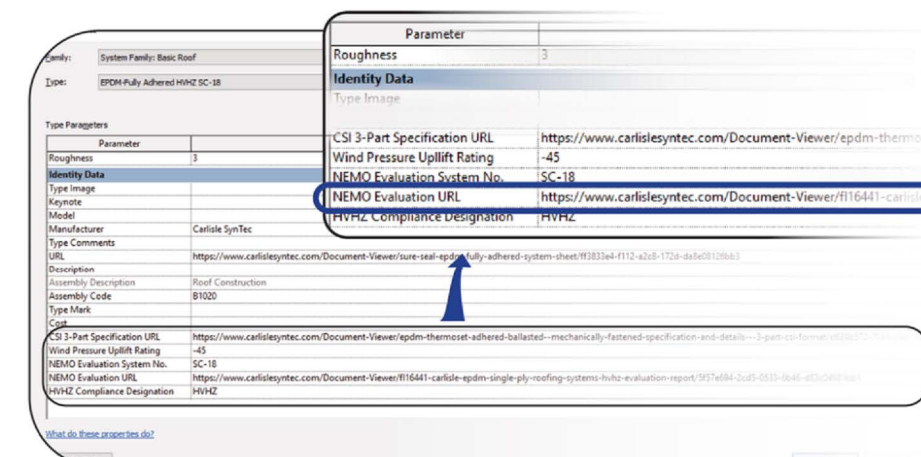 Family: System Family: Basic Roof
Type: EPDM-Fully Adhered HVHZ SC-18
Type Parameters
Parameter
Roughness 3
Identity Data
Type Image
Keynote
Model
Manufacturer Carlisle SynTec
Type Comments
URL https://www.carlislesyntec.com/Document-Viewer/sure-seal-epdm-fully-adhered-system-sheet/
Description
Assembly Description Roof Construction
Assembly Code B1020
Type Mark
Cost
CSI 3-Part Specification URL https://www.carlislesyntec.com/Document-Viewer/epdm-thermoset-adhered-ballasted--mechanically-fastened-specification-and-details---3-part-csi-format/
Wind Pressure Upllift Rating -45
NEMO Evaluation System No. SC-18
NEMO Evaluation URL https://www.carlislesyntec.com/Document-Viewer/fl16441-carlisle-epdm-single-ply-roofing-systems-hvhz-evaluation-report/
HVHZ Compliance Designation HVHZ
What do these properties do?
Parameter
Roughness 3
Identity Data
Type Image
CSI 3-Part Specification URL https://www.carlislesyntec.com/Document-Viewer/epdm-thermo
Wind Pressure Upllift Rating -45
NEMO Evaluation System No. SC-18
NEMO Evaluation URL https://www.carlislesyntec.com/Document-Viewer/fl16441-carlisle
HVHZ Compliance Designation HVHZ